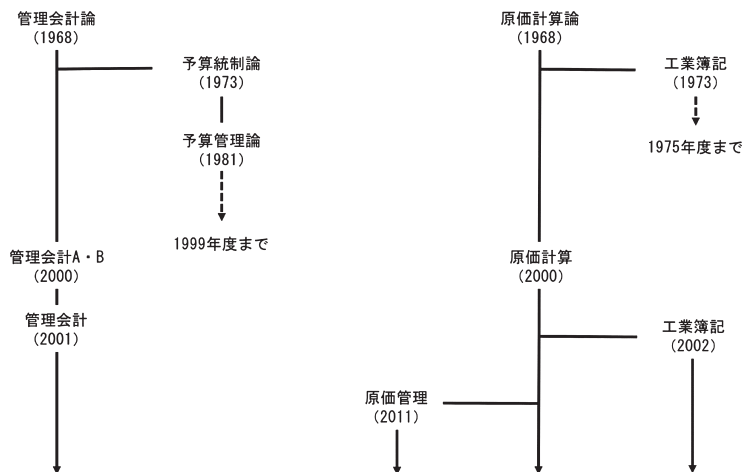 管理会計論
(1968)
予算統制論
(1973)
予算管理論
(1981)
1999年度まで
管理会計A・B
(2000)
管理会計
(2001)
原価計算論
(1968)
工業簿記
(1973)
1975年度まで
原価計算
(2000)
工業簿記
(2002)
原価管理
(2011)